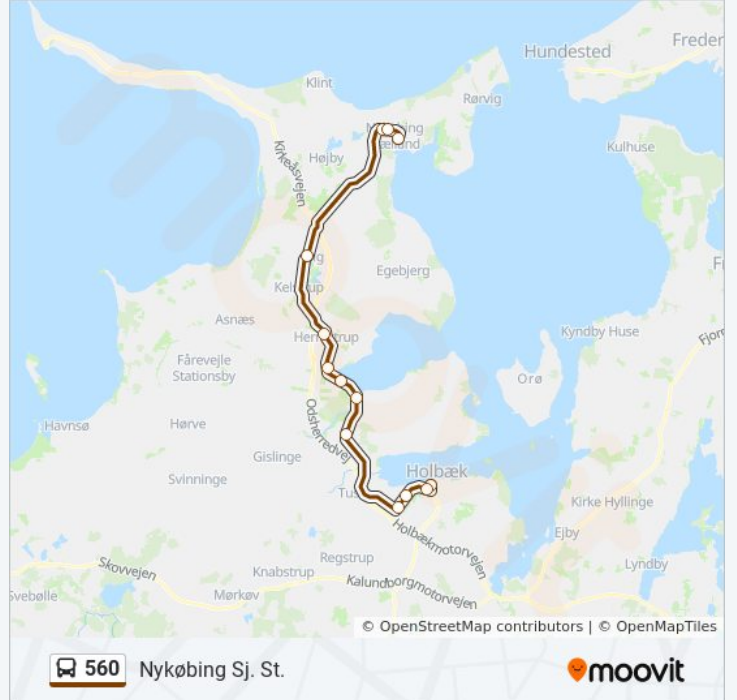 Hundested
Freder
Klint
Rørvig
Kulhuse
Højby
Kirkeåsvejen
Egebjerg
Asnæs
Kyndby Huse
Fjor
Fårevejle
Stationsby
Orø
Odsherredvej
Havnsø
Hørve
Gislinge
Holbæk
Svinninge
Kirke Hyllinge
Holbækmotorvejen
Ejby
Regstrup
Lyndby
Skovvejen
Knabstrup
Kalundborgmotorvejen
Svebølle
Mørkøv
© OpenStreetMap contributors | © OpenMapTiles
560 Nykøbing Sj. St.
moovit